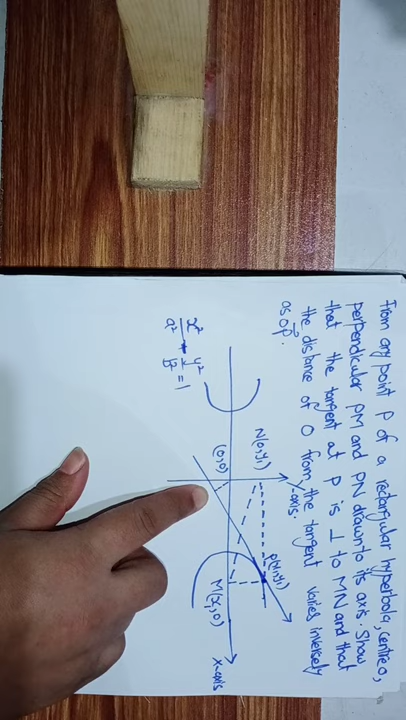 From any point P of a rectangular hyperbola, centre O,
perpendicular PM and PN drawn to its axis. Show
that the tangent at P is ⊥ to MN and that
the distance of O from the tangent varies inversely
as OP.
Y-axis
N(0,y₁)
P(x₁,y₁)
(0,0)
M(x₁,0)
X-axis
x²/a² - y²/b² = 1